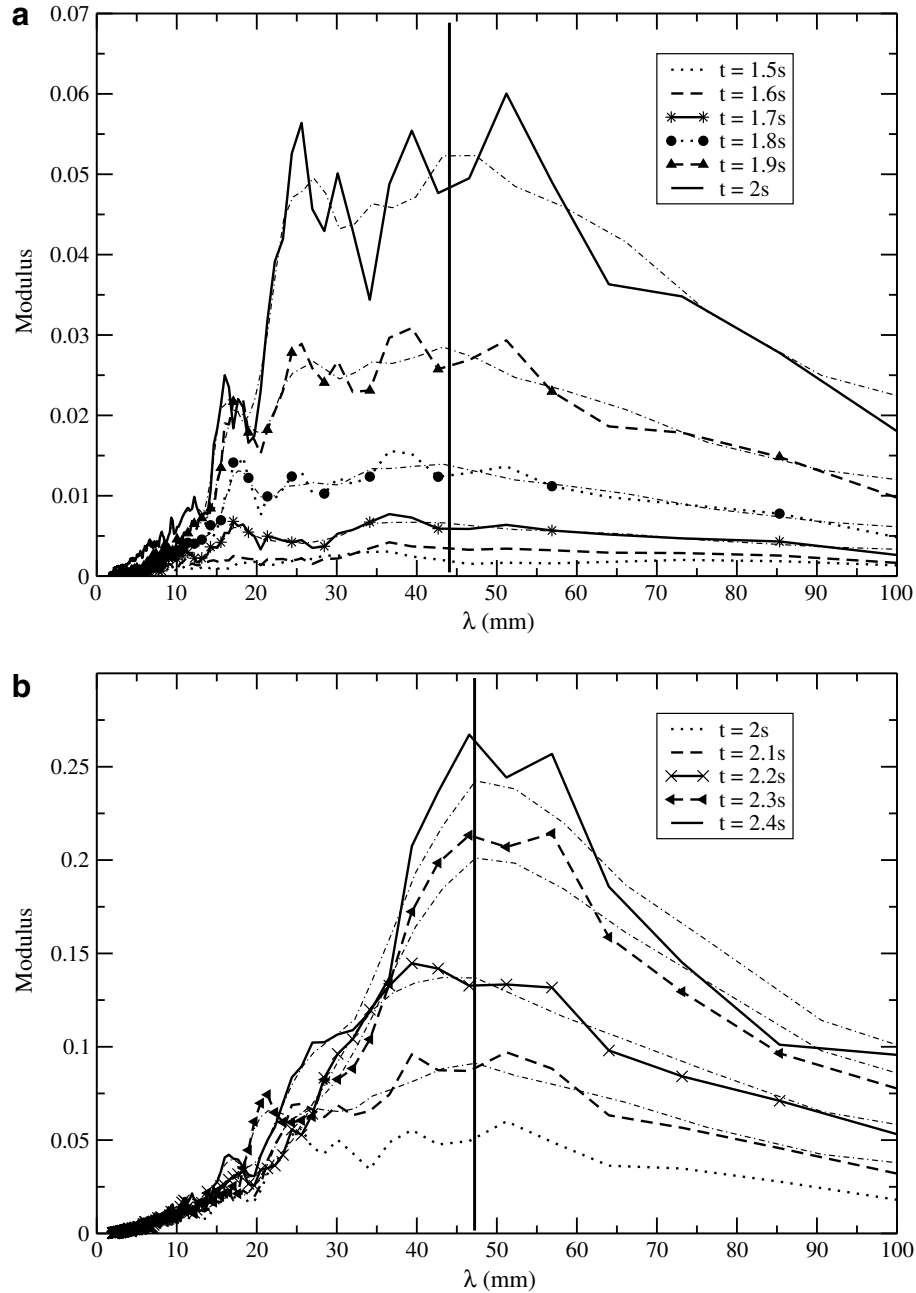 a
0.07
0.06
0.05
0.04
0.03
0.02
0.01
0
Modulus
t = 1.5s
t = 1.6s
t = 1.7s
t = 1.8s
t = 1.9s
t = 2s
0 10 20 30 40 50 60 70 80 90 100
λ (mm)
b
0.25
0.2
0.15
0.1
0.05
0
Modulus
t = 2s
t = 2.1s
t = 2.2s
t = 2.3s
t = 2.4s
0 10 20 30 40 50 60 70 80 90 100
λ (mm)